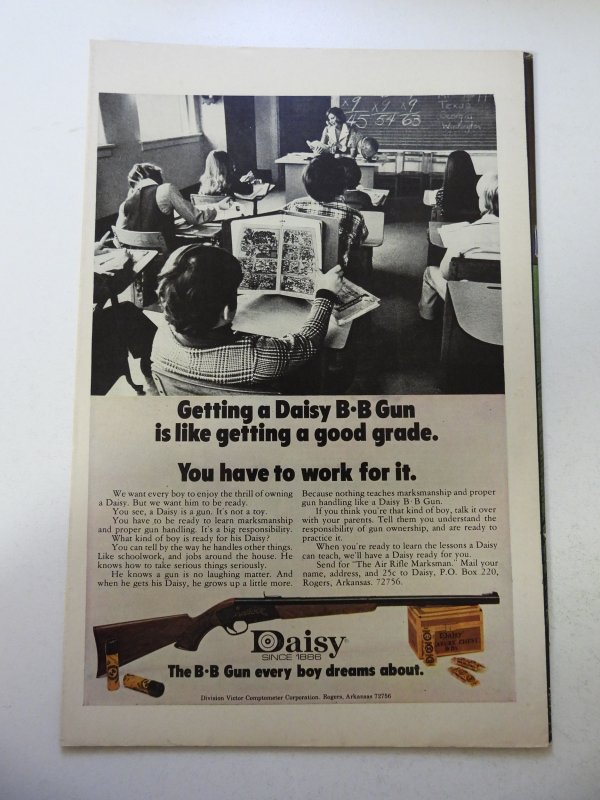 ×9 ×9 ×9
45 54 63
Texas
Georgia
Washington
Getting a Daisy B•B Gun
is like getting a good grade.
You have to work for it.
We want every boy to enjoy the thrill of owning
a Daisy. But we want him to be ready.
You see, a Daisy is a gun. It's not a toy.
You have to be ready to learn marksmanship
and proper gun handling. It's a big responsibility.
What kind of boy is ready for his Daisy?
You can tell by the way he handles other things.
Like schoolwork, and jobs around the house. He
knows how to take serious things seriously.
He knows a gun is no laughing matter. And
when he gets his Daisy, he grows up a little more.
Because nothing teaches marksmanship and proper
gun handling like a Daisy B·B Gun.
If you think you're that kind of boy, talk it over
with your parents. Tell them you understand the
responsibility of gun ownership, and are ready to
practice it.
When you're ready to learn the lessons a Daisy
can teach, we'll have a Daisy ready for you.
Send for "The Air Rifle Marksman." Mail your
name, address, and 25¢ to Daisy, P.O. Box 220,
Rogers, Arkansas. 72756.
Daisy®
SINCE 1886
DAISY
BBs
The B•B Gun every boy dreams about.
Division Victor Comptometer Corporation. Rogers, Arkansas 72756